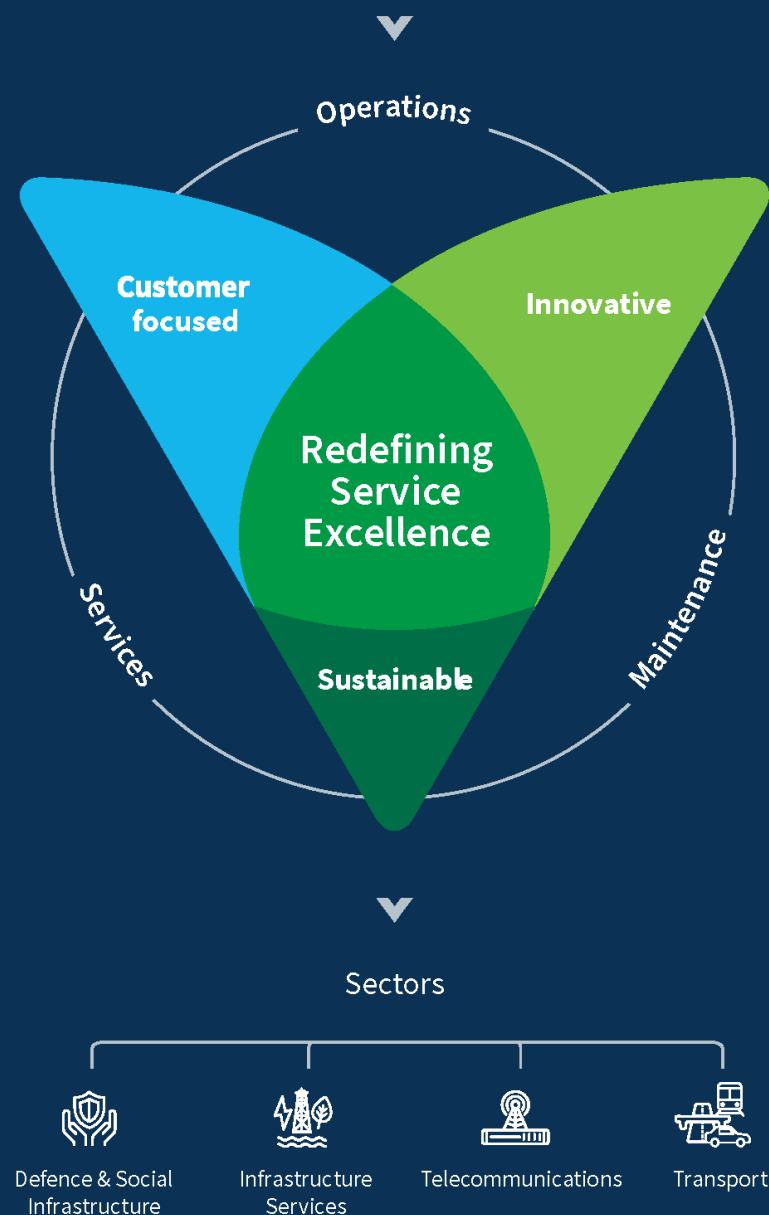 Operations
Customer
focused
Innovative
Redefining
Service
Excellence
Services
Maintenance
Sustainable
Sectors
Defence & Social
Infrastructure
Infrastructure
Services
Telecommunications
Transport